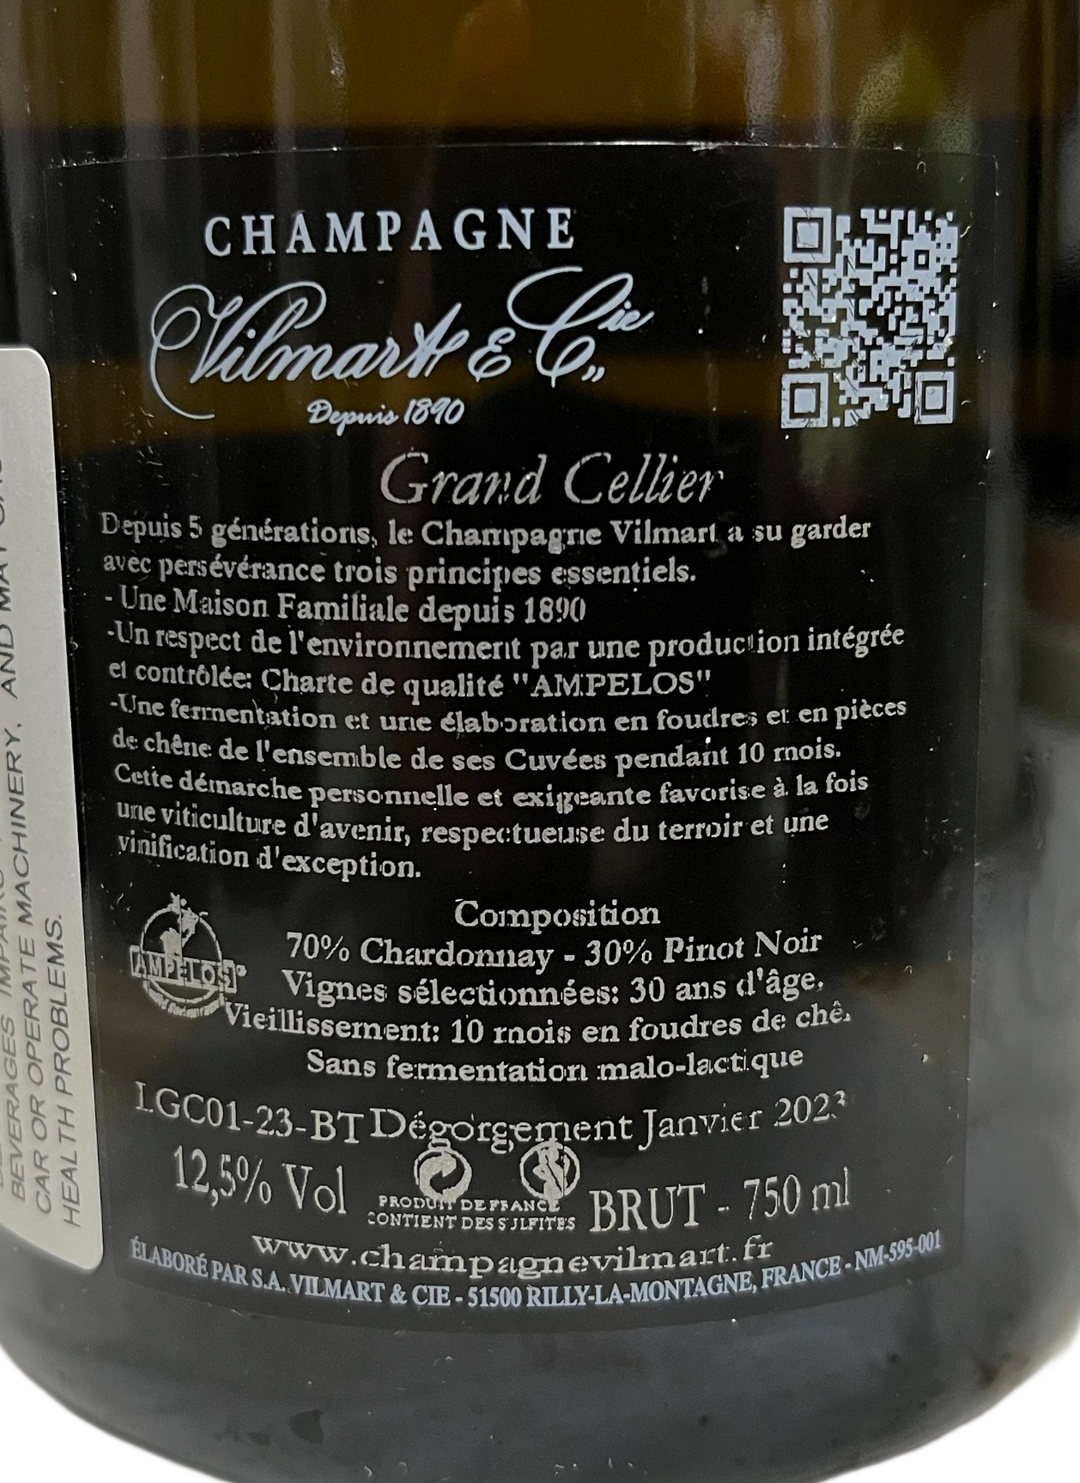 CHAMPAGNE
Vilmart & Cie
Depuis 1890
Grand Cellier
Depuis 5 générations, le Champagne Vilmart a su garder
avec persévérance trois principes essentiels.
- Une Maison Familiale depuis 1890
-Un respect de l'environnement par une production intégrée
et contrôlée: Charte de qualité "AMPELOS"
-Une fermentation et une élaboration en foudres et en pièces
de chêne de l'ensemble de ses Cuvées pendant 10 mois.
Cette démarche personnelle et exigeante favorise à la fois
une viticulture d'avenir, respectueuse du terroir et une
vinification d'exception.
Composition
70% Chardonnay - 30% Pinot Noir
AMPELOS
Vignes sélectionnées: 30 ans d'âge.
Vieillissement: 10 mois en foudres de
Sans fermentation malo-lactique
LGC01-23-BT Dégorgement Janvier 2023
12,5% Vol
PRODUIT DE FRANCE
CONTIENT DES SULFITES
BRUT - 750 ml
www.champagnevilmart.fr
ÉLABORÉ PAR S.A. VILMART & CIE - 51500 RILLY-LA-MONTAGNE, FRANCE - NM-595-001
AND MAY
BEVERAGES
CAR OR OPERATE MACHINERY,
HEALTH PROBLEMS.